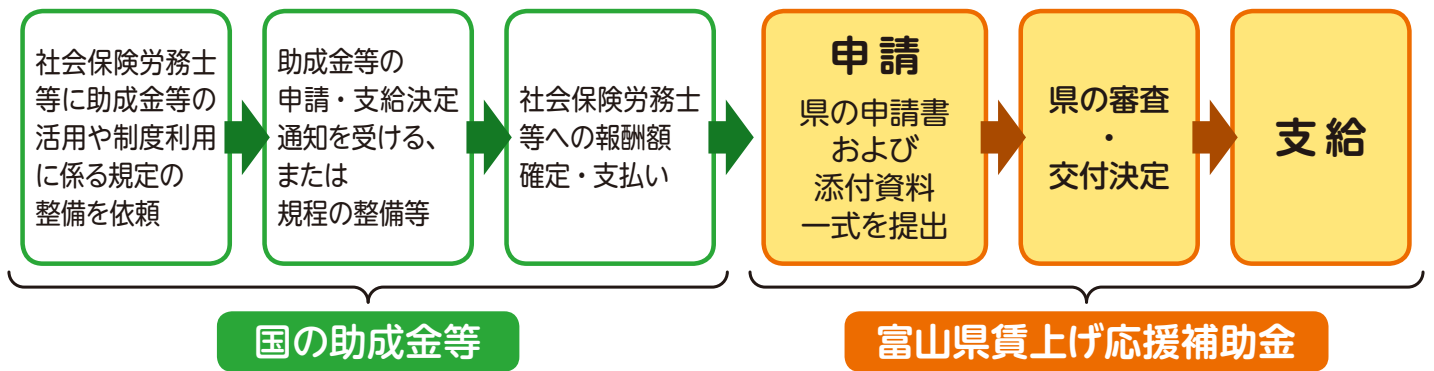 社会保険労務士
等に助成金等の
活用や制度利用
に係る規定の
整備を依頼
助成金等の
申請・支給決定
通知を受ける、
または
規程の整備等
社会保険労務士
等への報酬額
確定・支払い
申請
県の申請書
および
添付資料
一式を提出
県の審査
・
交付決定
支給
国の助成金等
富山県賃上げ応援補助金